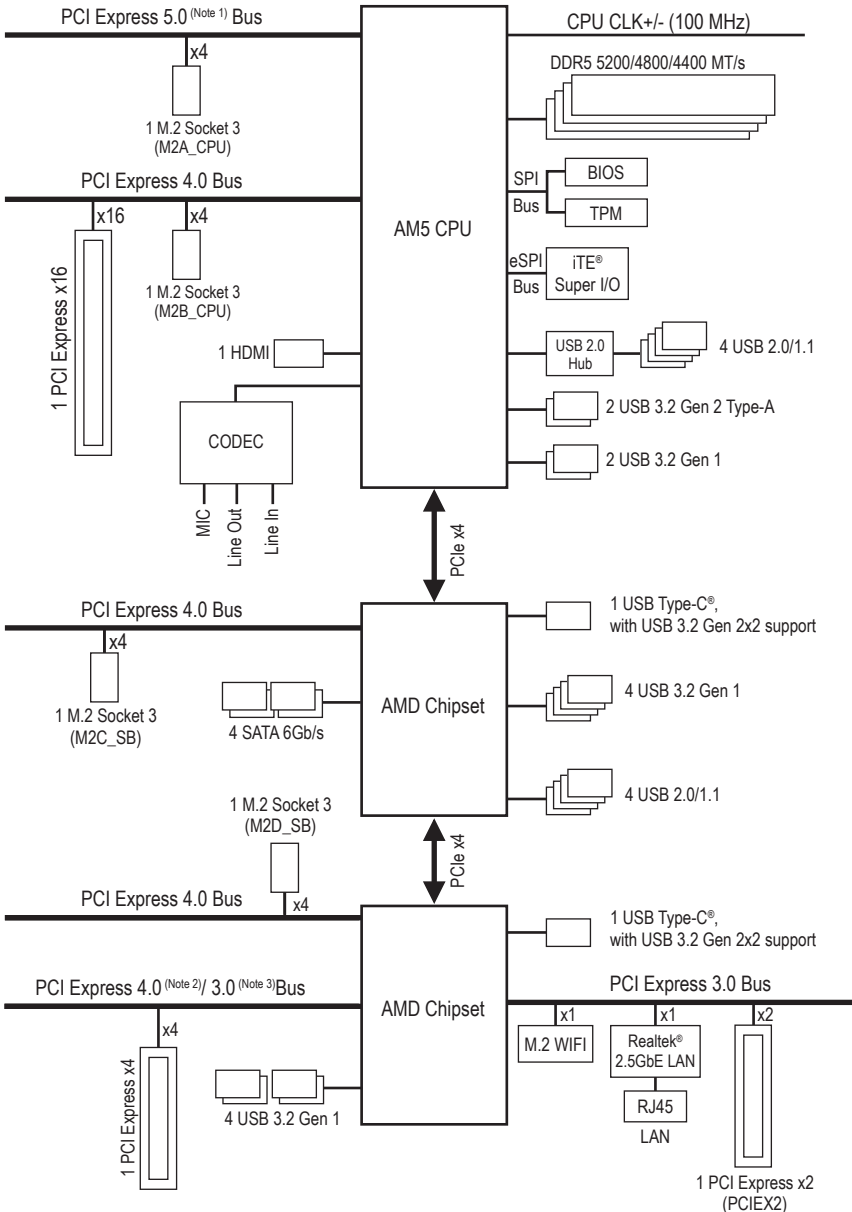 PCI Express 5.0 (Note 1) Bus
CPU CLK+/- (100 MHz)
x4
1 M.2 Socket 3
(M2A_CPU)
DDR5 5200/4800/4400 MT/s
PCI Express 4.0 Bus
x16
x4
1 PCI Express x16
1 M.2 Socket 3
(M2B_CPU)
AM5 CPU
SPI
Bus
BIOS
TPM
eSPI
Bus
iTE®
Super I/O
1 HDMI
USB 2.0
Hub
4 USB 2.0/1.1
CODEC
2 USB 3.2 Gen 2 Type-A
2 USB 3.2 Gen 1
MIC
Line Out
Line In
PCIe x4
PCI Express 4.0 Bus
x4
1 M.2 Socket 3
(M2C_SB)
4 SATA 6Gb/s
AMD Chipset
1 USB Type-C®,
with USB 3.2 Gen 2x2 support
4 USB 3.2 Gen 1
4 USB 2.0/1.1
1 M.2 Socket 3
(M2D_SB)
PCIe x4
PCI Express 4.0 Bus
x4
1 USB Type-C®,
with USB 3.2 Gen 2x2 support
PCI Express 4.0 (Note 2)/ 3.0 (Note 3)Bus
AMD Chipset
PCI Express 3.0 Bus
x4
1 PCI Express x4
4 USB 3.2 Gen 1
x1
x1
x2
M.2 WIFI
Realtek®
2.5GbE LAN
RJ45
LAN
1 PCI Express x2
(PCIEX2)